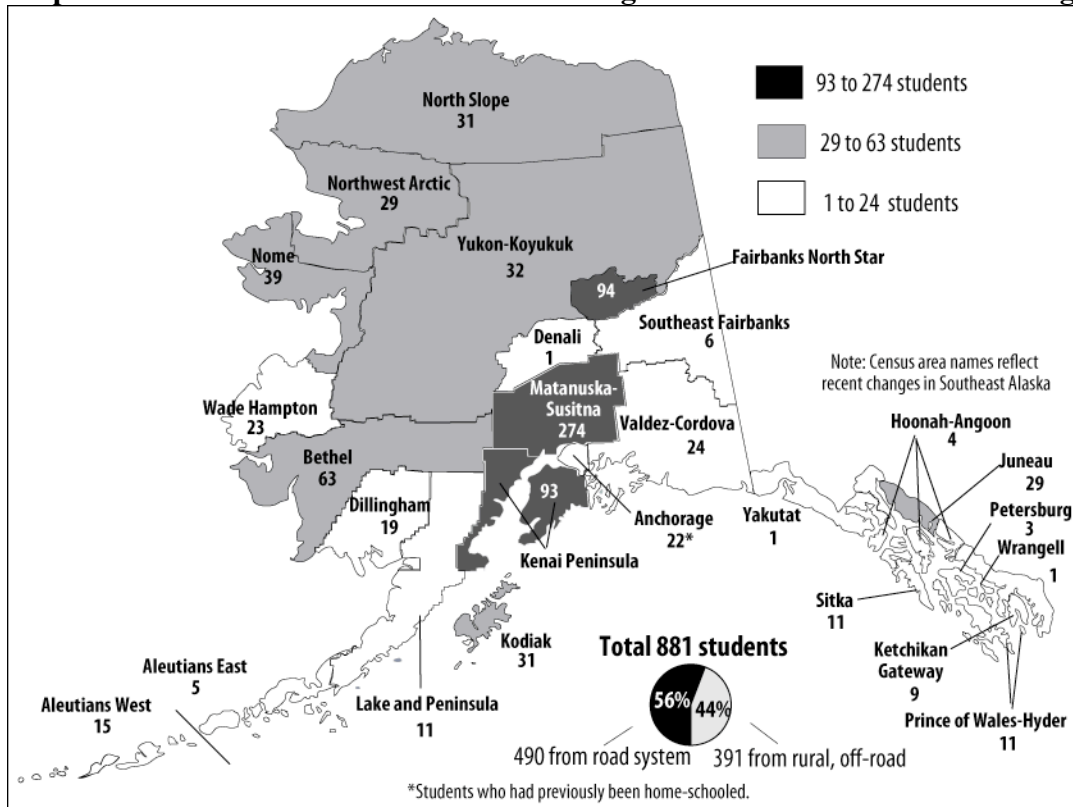 93 to 274 students
29 to 63 students
1 to 24 students
North Slope
31
Northwest Arctic
29
Nome
39
Yukon-Koyukuk
32
Fairbanks North Star
94
Southeast Fairbanks
6
Denali
1
Matanuska-
Susitna
274
Note: Census area names reflect
recent changes in Southeast Alaska
Wade Hampton
23
Valdez-Cordova
24
Hoonah-Angoon
4
Bethel
63
Juneau
29
Dillingham
19
93
Kenai Peninsula
Anchorage
22*
Yakutat
1
Petersburg
3
Wrangell
1
Sitka
11
Ketchikan
Gateway
9
Prince of Wales-Hyder
11
Kodiak
31
Aleutians East
5
Aleutians West
15
Lake and Peninsula
11
Total 881 students
56%
44%
490 from road system
391 from rural, off-road
*Students who had previously been home-schooled.